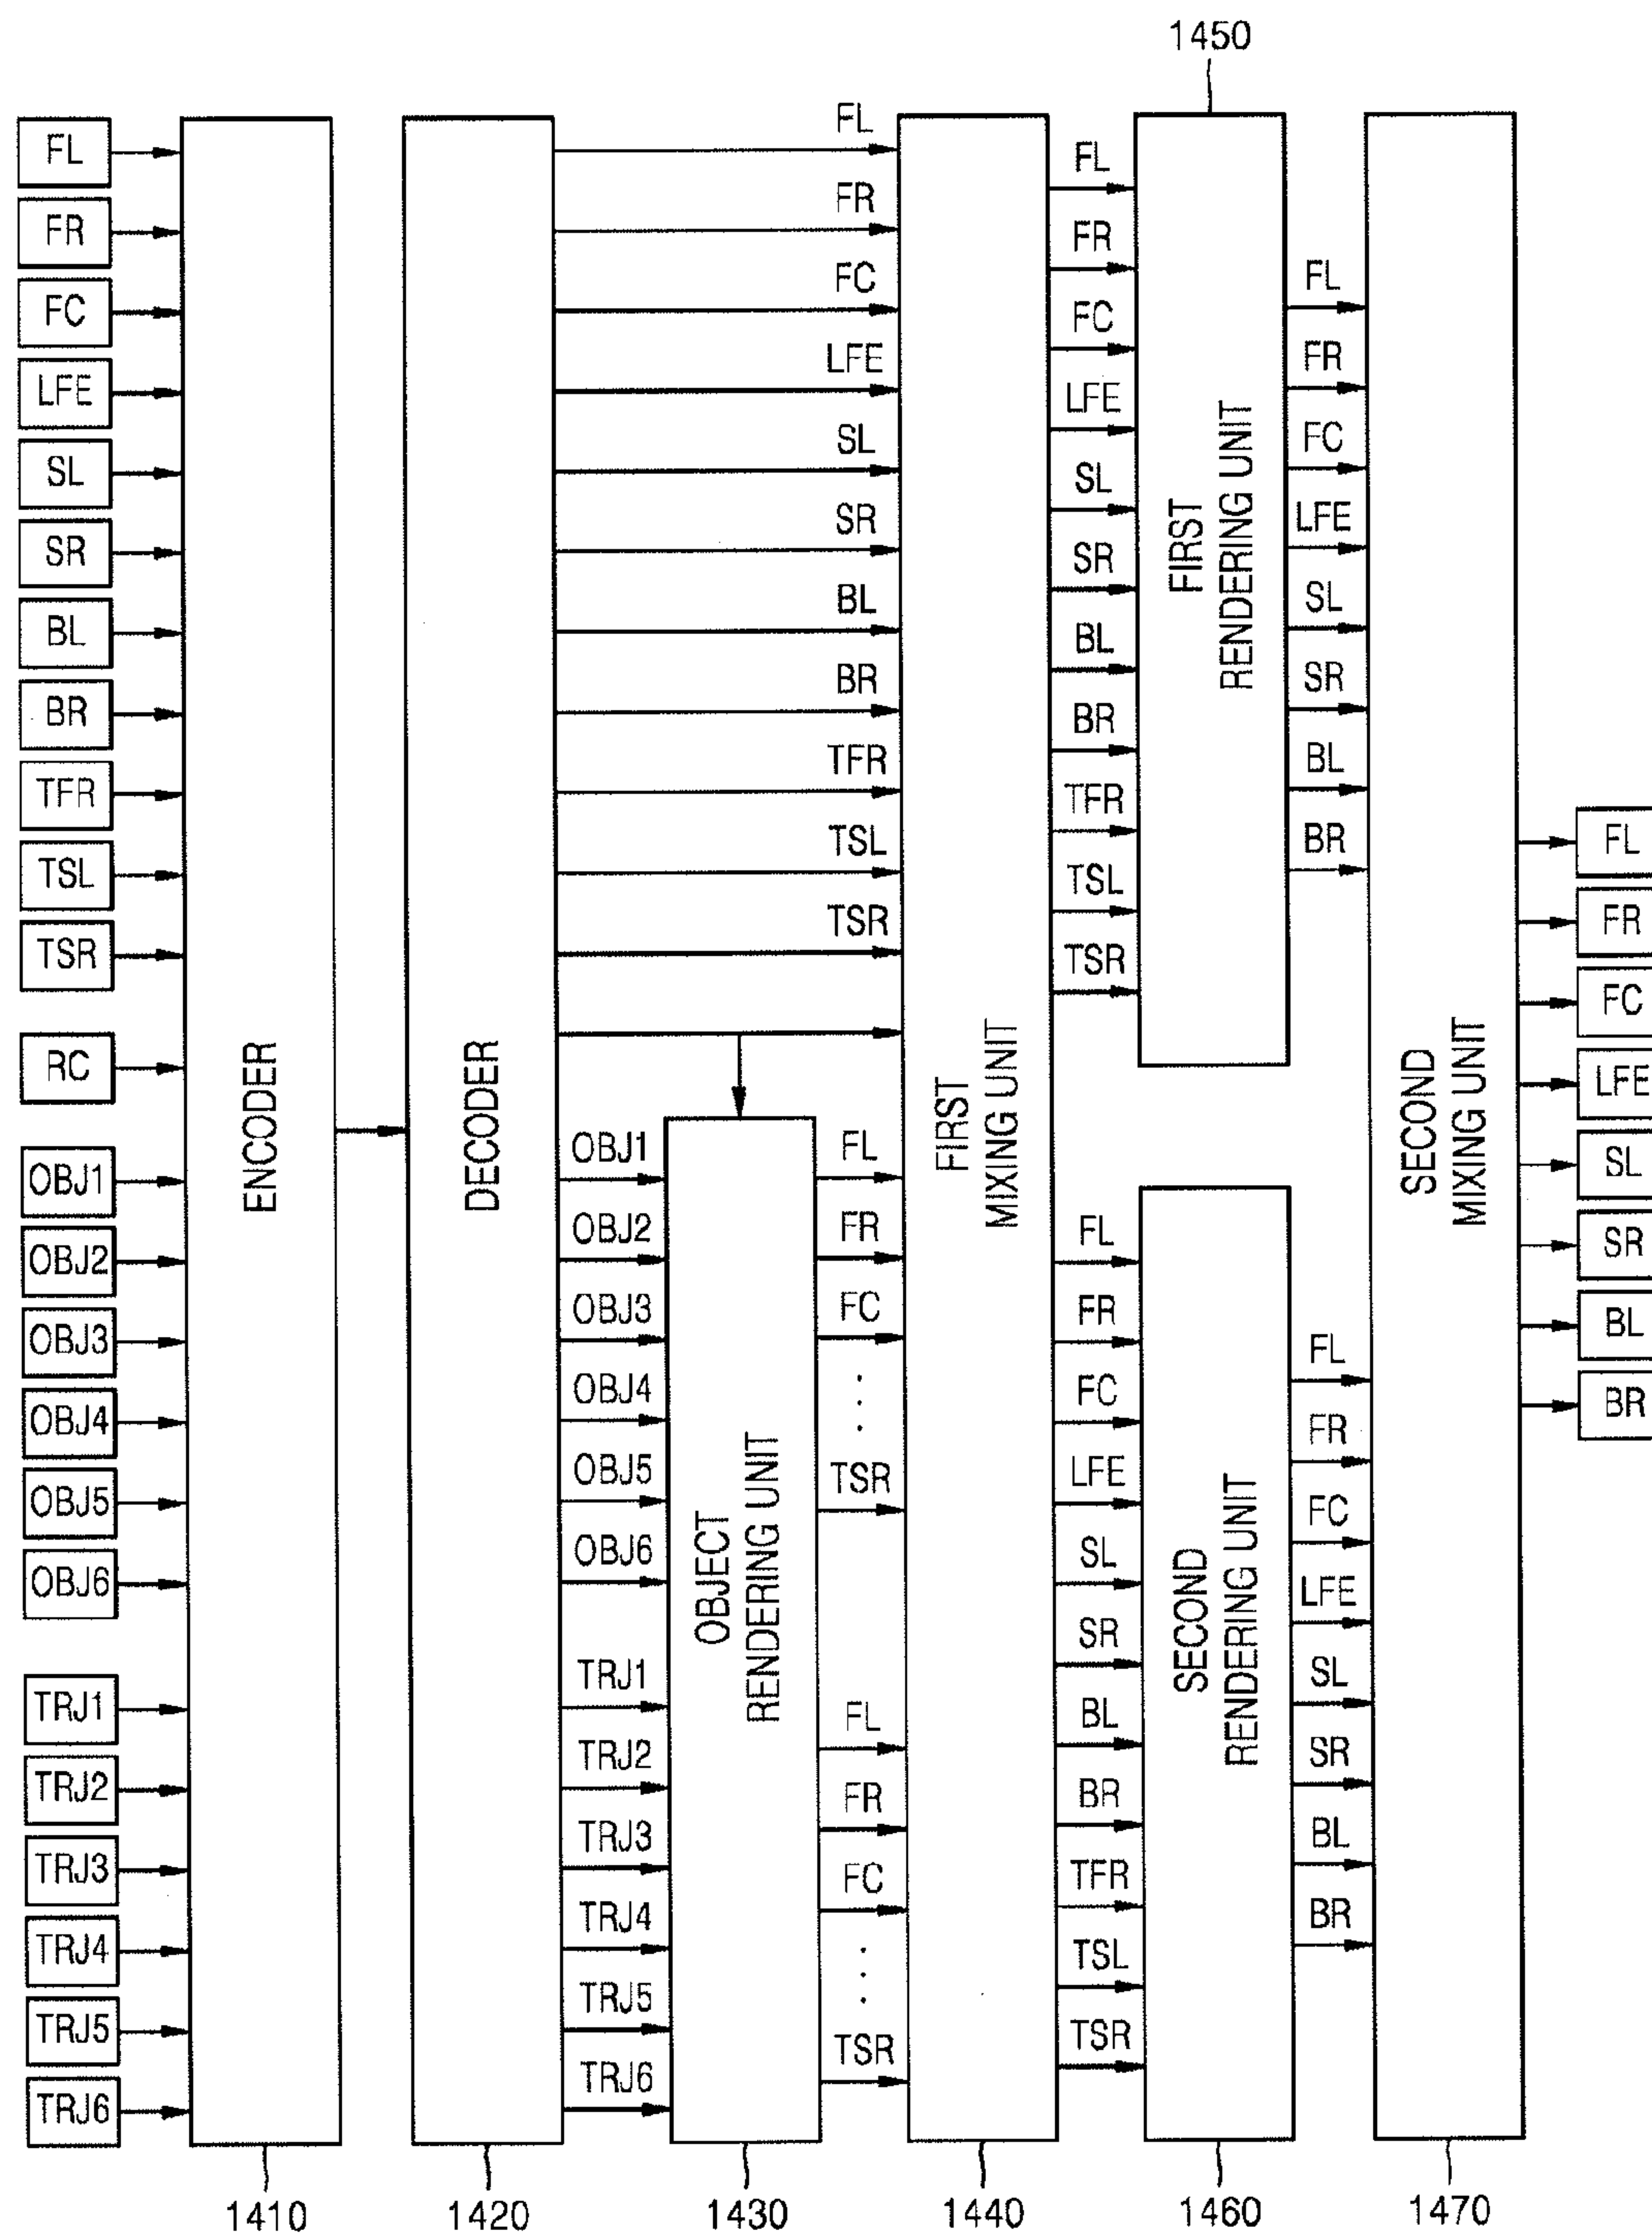 1450
FL
FR
FC
LFE
SL
SR
BL
BR
TFR
TSL
TSR
RC
OBJ1
OBJ2
OBJ3
OBJ4
OBJ5
OBJ6
TRJ1
TRJ2
TRJ3
TRJ4
TRJ5
TRJ6
ENCODER
DECODER
FL
FR
FC
LFE
SL
SR
BL
BR
TFR
TSL
TSR
OBJ1
OBJ2
OBJ3
OBJ4
OBJ5
OBJ6
TRJ1
TRJ2
TRJ3
TRJ4
TRJ5
TRJ6
OBJECT
RENDERING UNIT
FL
FR
FC
TSR
FL
FR
FC
TSR
FIRST
MIXING UNIT
FL
FR
FC
LFE
SL
SR
BL
BR
TFR
TSL
TSR
FL
FR
FC
LFE
SL
SR
BL
BR
TFR
TSL
TSR
FIRST
RENDERING UNIT
SECOND
RENDERING UNIT
FL
FR
FC
LFE
SL
SR
BL
BR
FL
FR
FC
LFE
SL
SR
BL
BR
SECOND
MIXING UNIT
FL
FR
FC
LFE
SL
SR
BL
BR
1410
1420
1430
1440
1460
1470